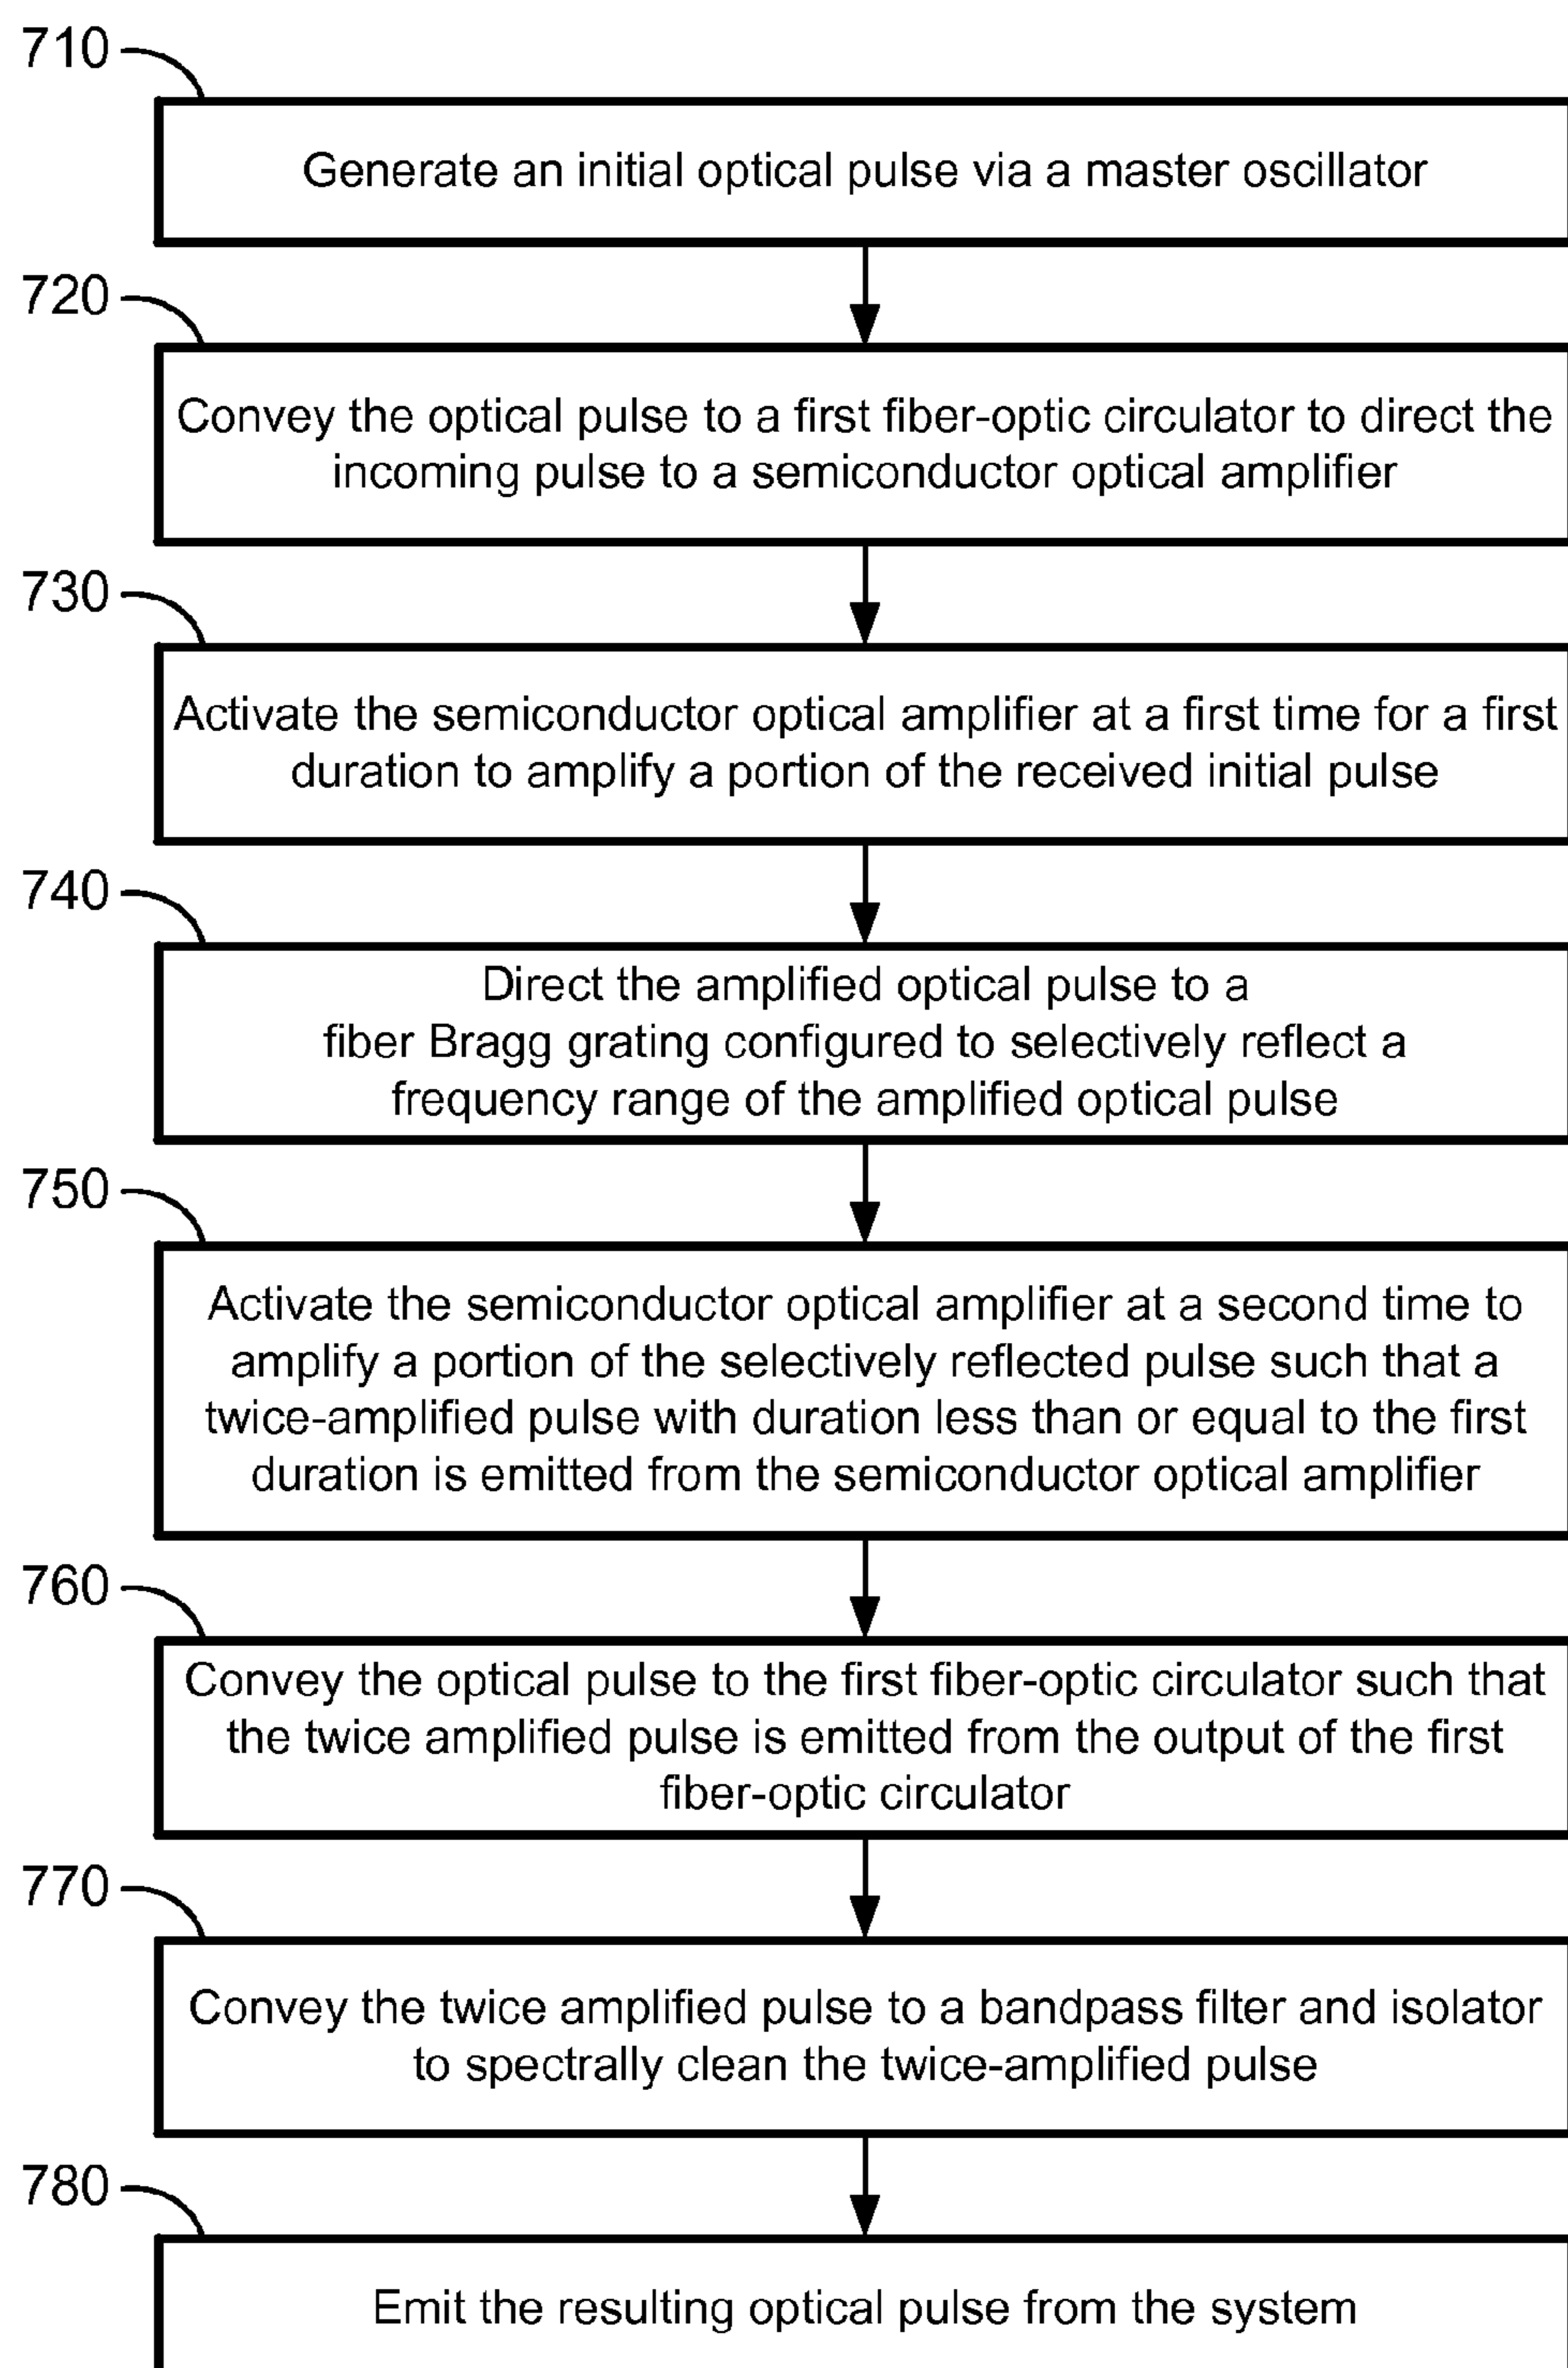 710
Generate an initial optical pulse via a master oscillator
720
Convey the optical pulse to a first fiber-optic circulator to direct the
incoming pulse to a semiconductor optical amplifier
730
Activate the semiconductor optical amplifier at a first time for a first
duration to amplify a portion of the received initial pulse
740
Direct the amplified optical pulse to a
fiber Bragg grating configured to selectively reflect a
frequency range of the amplified optical pulse
750
Activate the semiconductor optical amplifier at a second time to
amplify a portion of the selectively reflected pulse such that a
twice-amplified pulse with duration less than or equal to the first
duration is emitted from the semiconductor optical amplifier
760
Convey the optical pulse to the first fiber-optic circulator such that
the twice amplified pulse is emitted from the output of the first
fiber-optic circulator
770
Convey the twice amplified pulse to a bandpass filter and isolator
to spectrally clean the twice-amplified pulse
780
Emit the resulting optical pulse from the system